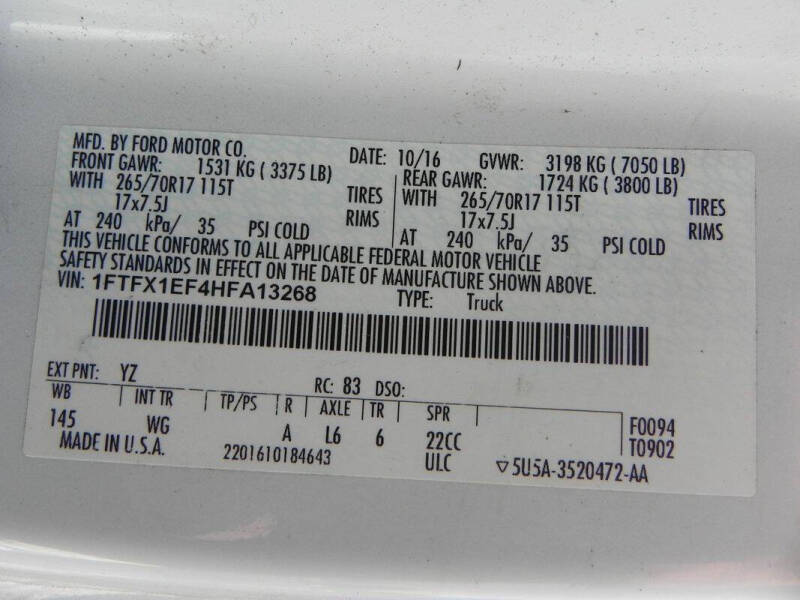 MFD. BY FORD MOTOR CO. DATE: 10/16 GVWR: 3198 KG ( 7050 LB)
FRONT GAWR: 1531 KG ( 3375 LB) REAR GAWR: 1724 KG ( 3800 LB)
WITH 265/70R17 115T TIRES WITH 265/70R17 115T TIRES
17x7.5J RIMS 17x7.5J RIMS
AT 240 kPa/ 35 PSI COLD AT 240 kPa/ 35 PSI COLD
THIS VEHICLE CONFORMS TO ALL APPLICABLE FEDERAL MOTOR VEHICLE
SAFETY STANDARDS IN EFFECT ON THE DATE OF MANUFACTURE SHOWN ABOVE.
VIN: 1FTFX1EF4HFA13268 TYPE: Truck
EXT PNT: YZ RC: 83 DSO:
WB INT TR TP/PS R AXLE TR SPR F0094
145 WG A L6 6 22CC T0902
MADE IN U.S.A. 2201610184643 ULC ▽5U5A-3520472-AA